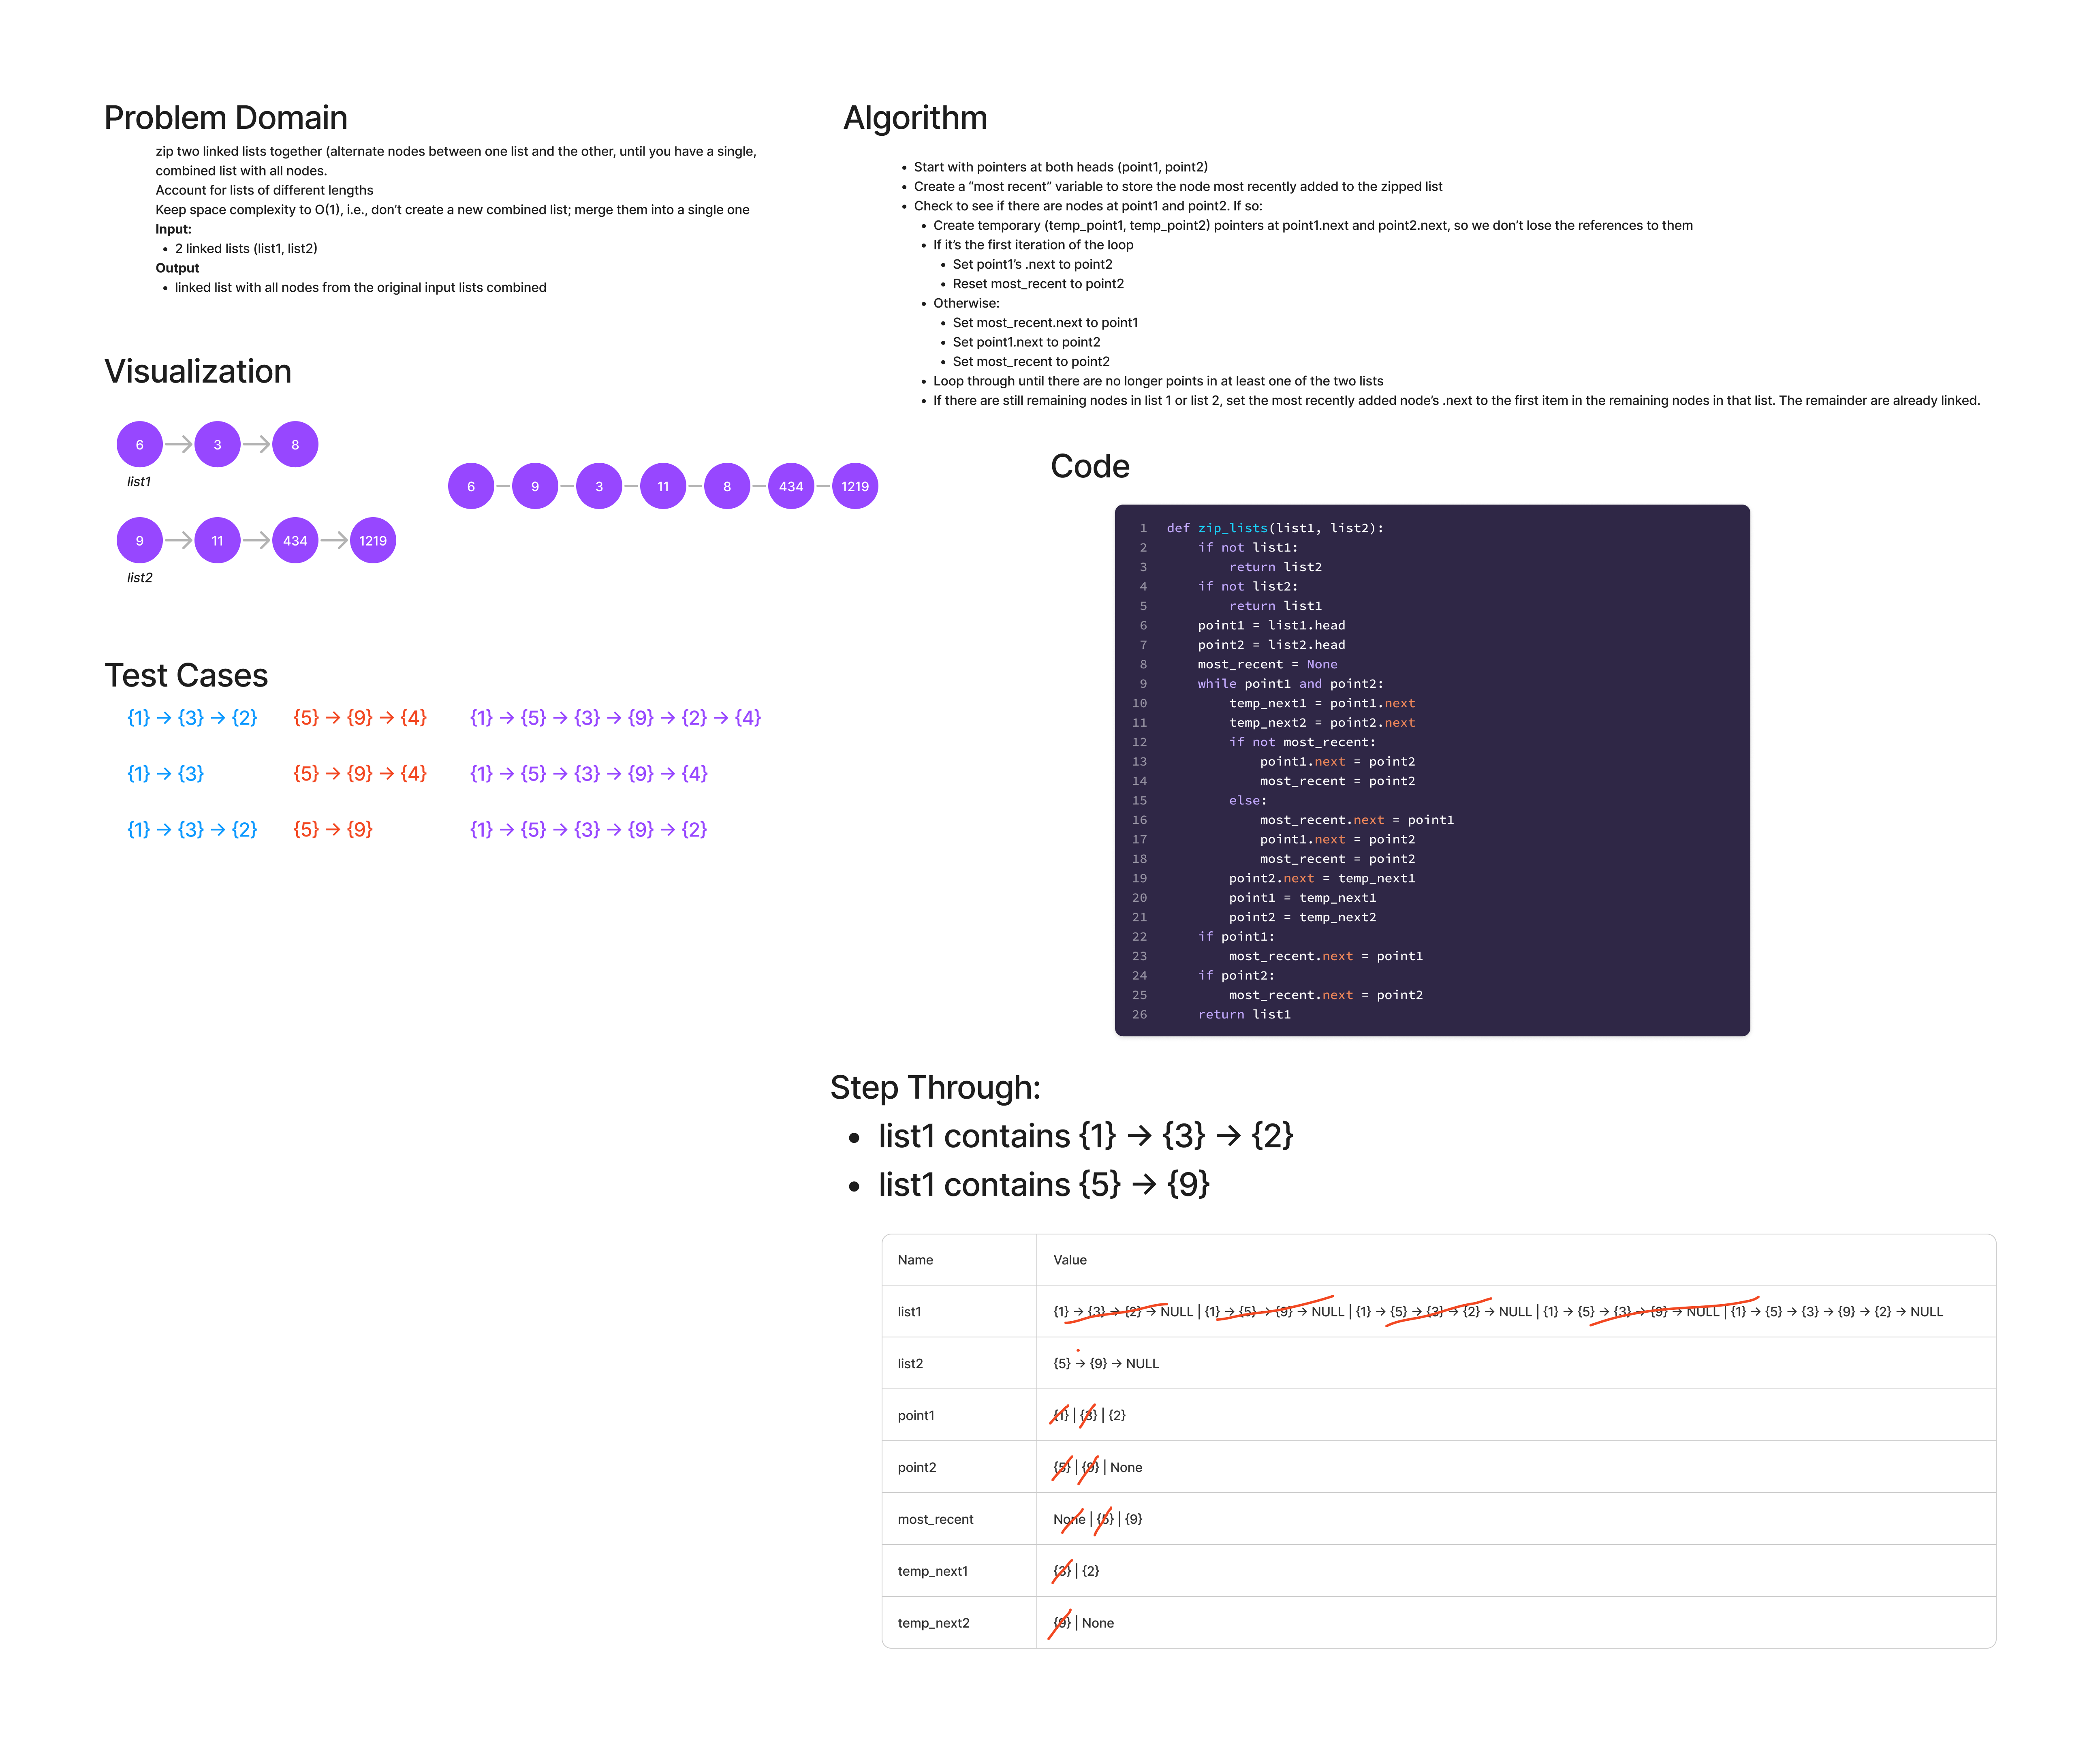 Problem Domain
zip two linked lists together (alternate nodes between one list and the other, until you have a single,
combined list with all nodes.
Account for lists of different lengths
Keep space complexity to O(1), i.e., don’t create a new combined list; merge them into a single one
Input:
• 2 linked lists (list1, list2)
Output
• linked list with all nodes from the original input lists combined
Visualization
6 → 3 → 8
list1
9 → 11 → 434 → 1219
list2
6 9 3 11 8 434 1219
Test Cases
{1} → {3} → {2} {5} → {9} → {4} {1} → {5} → {3} → {9} → {2} → {4}
{1} → {3} {5} → {9} → {4} {1} → {5} → {3} → {9} → {4}
{1} → {3} → {2} {5} → {9} {1} → {5} → {3} → {9} → {2}
Algorithm
• Start with pointers at both heads (point1, point2)
• Create a “most recent” variable to store the node most recently added to the zipped list
• Check to see if there are nodes at point1 and point2. If so:
• Create temporary (temp_point1, temp_point2) pointers at point1.next and point2.next, so we don’t lose the references to them
• If it’s the first iteration of the loop
• Set point1’s .next to point2
• Reset most_recent to point2
• Otherwise:
• Set most_recent.next to point1
• Set point1.next to point2
• Set most_recent to point2
• Loop through until there are no longer points in at least one of the two lists
• If there are still remaining nodes in list 1 or list 2, set the most recently added node’s .next to the first item in the remaining nodes in that list. The remainder are already linked.
Code
1 def zip_lists(list1, list2):
2 if not list1:
3 return list2
4 if not list2:
5 return list1
6 point1 = list1.head
7 point2 = list2.head
8 most_recent = None
9 while point1 and point2:
10 temp_next1 = point1.next
11 temp_next2 = point2.next
12 if not most_recent:
13 point1.next = point2
14 most_recent = point2
15 else:
16 most_recent.next = point1
17 point1.next = point2
18 most_recent = point2
19 point2.next = temp_next1
20 point1 = temp_next1
21 point2 = temp_next2
22 if point1:
23 most_recent.next = point1
24 if point2:
25 most_recent.next = point2
26 return list1
Step Through:
• list1 contains {1} → {3} → {2}
• list1 contains {5} → {9}
Name Value
list1 {1} → {3} → {2} → NULL | {1} → {5} → {9} → NULL | {1} → {5} → {3} → {2} → NULL | {1} → {5} → {3} → {9} → NULL | {1} → {5} → {3} → {9} → {2} → NULL
list2 {5} → {9} → NULL
point1 {1} | {3} | {2}
point2 {5} | {9} | None
most_recent None | {5} | {9}
temp_next1 {3} | {2}
temp_next2 {9} | None